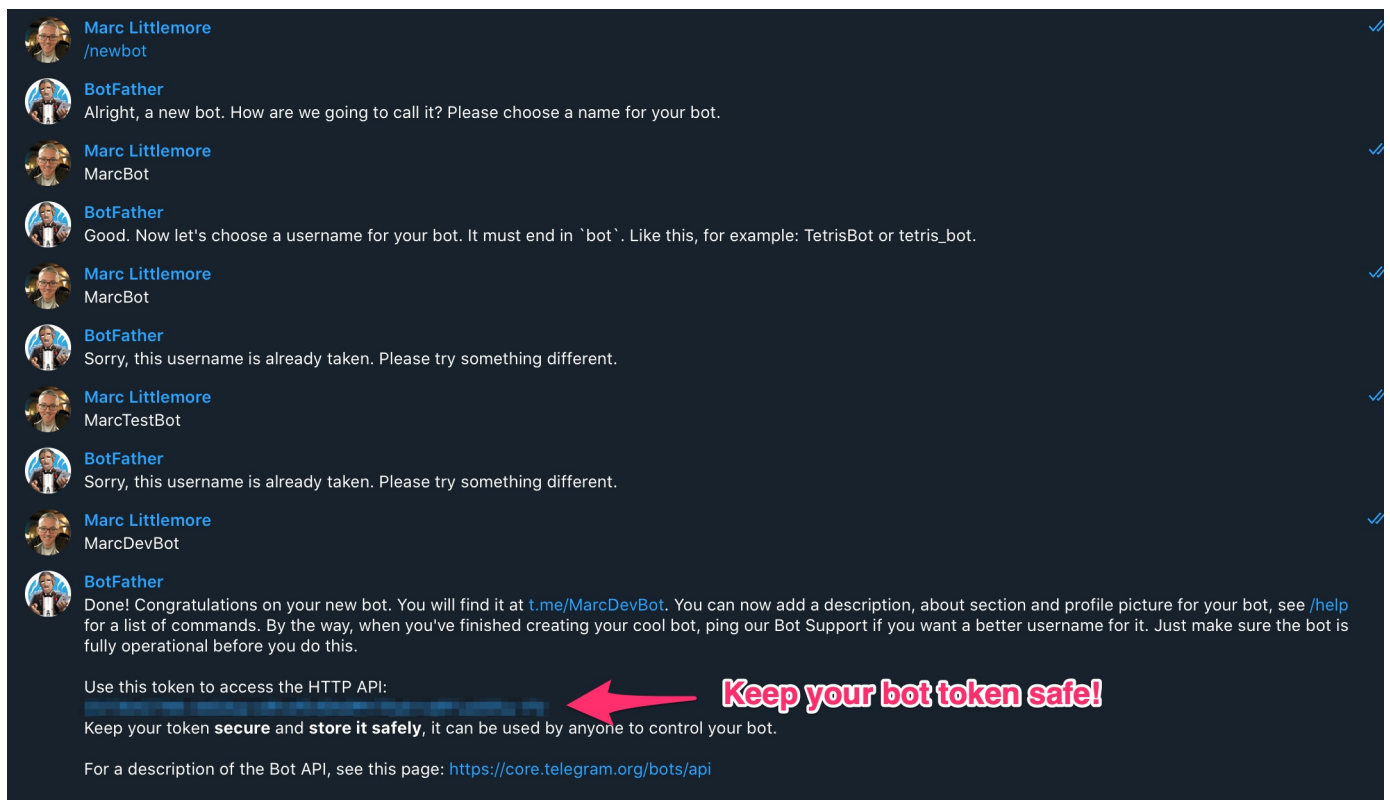 Marc Littlemore
/newbot
BotFather
Alright, a new bot. How are we going to call it? Please choose a name for your bot.
Marc Littlemore
MarcBot
BotFather
Good. Now let's choose a username for your bot. It must end in `bot`. Like this, for example: TetrisBot or tetris_bot.
Marc Littlemore
MarcBot
BotFather
Sorry, this username is already taken. Please try something different.
Marc Littlemore
MarcTestBot
BotFather
Sorry, this username is already taken. Please try something different.
Marc Littlemore
MarcDevBot
BotFather
Done! Congratulations on your new bot. You will find it at t.me/MarcDevBot. You can now add a description, about section and profile picture for your bot, see /help
for a list of commands. By the way, when you've finished creating your cool bot, ping our Bot Support if you want a better username for it. Just make sure the bot is
fully operational before you do this.
Use this token to access the HTTP API:
Keep your bot token safe!
Keep your token secure and store it safely, it can be used by anyone to control your bot.
For a description of the Bot API, see this page: https://core.telegram.org/bots/api